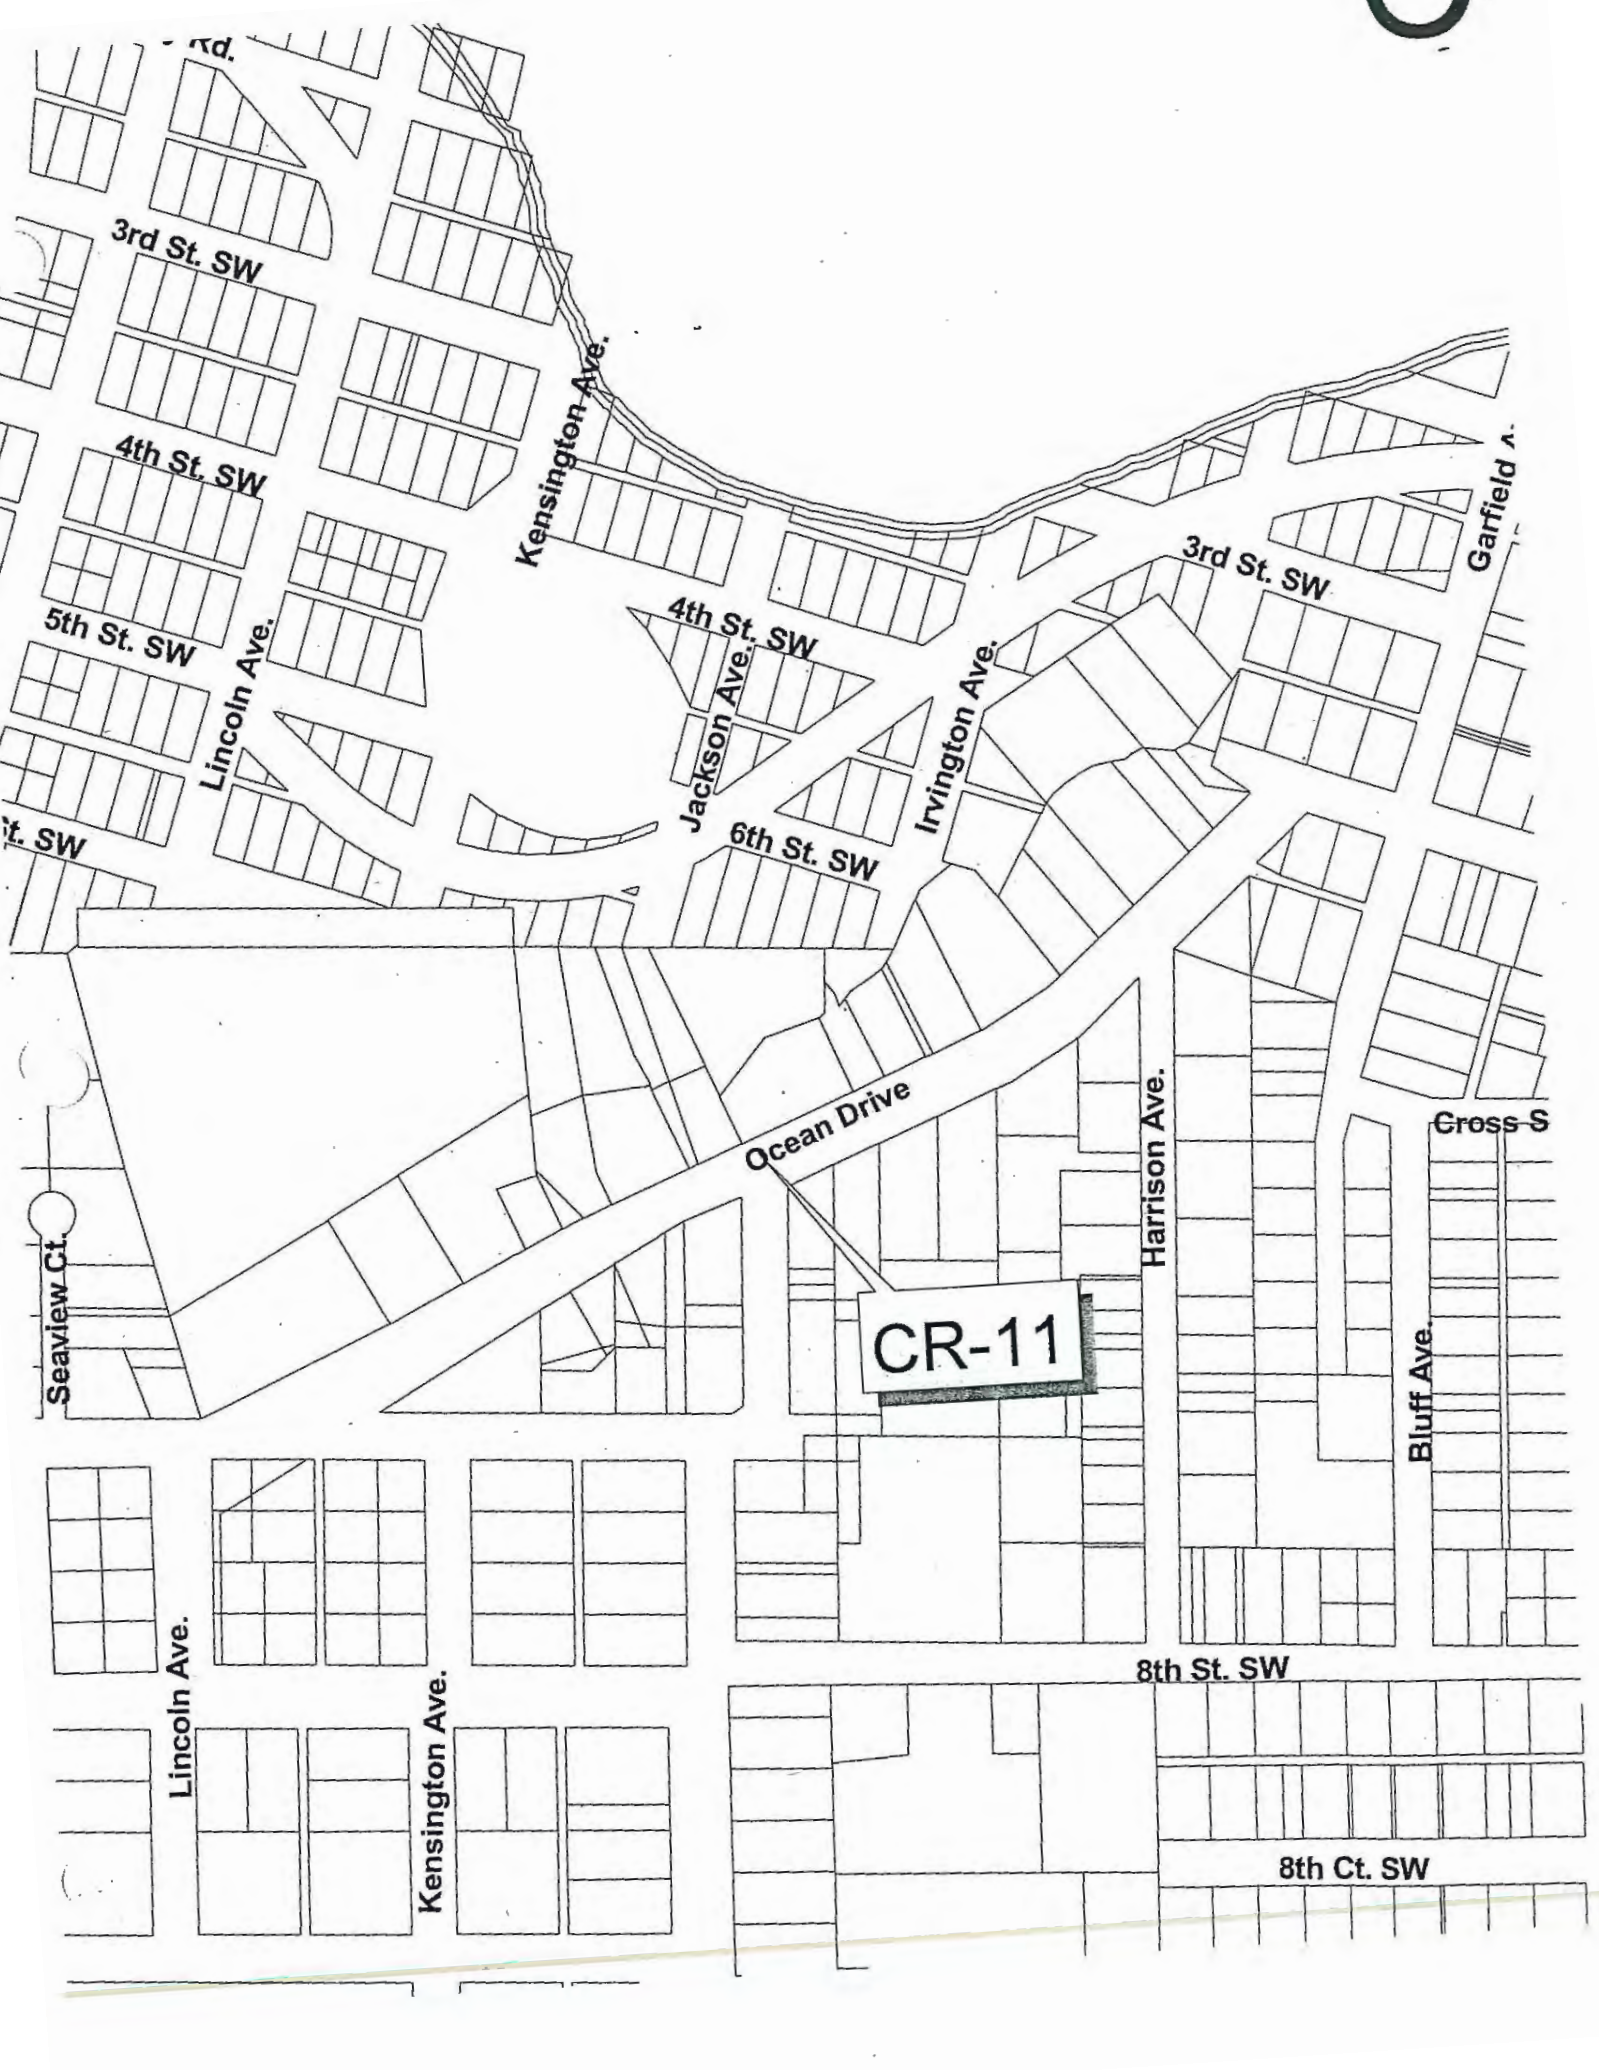 Rd.
3rd St. SW
Kensington Ave.
4th St. SW
Garfield
3rd St. SW
5th St. SW
4th St. SW
Lincoln Ave.
Jackson Ave.
Irvington Ave.
St. SW
6th St. SW
Ocean Drive
Harrison Ave.
Cross S
Seaview Ct.
CR-11
Bluff Ave.
Lincoln Ave.
Kensington Ave.
8th St. SW
8th Ct. SW